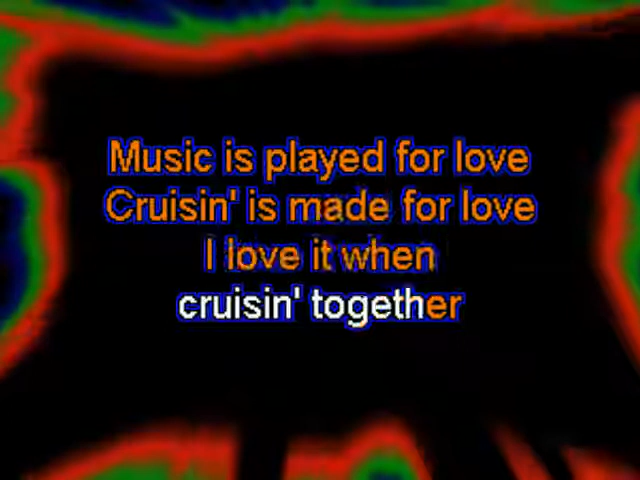 Music is played for love
Cruisin' is made for love
I love it when
cruisin' together